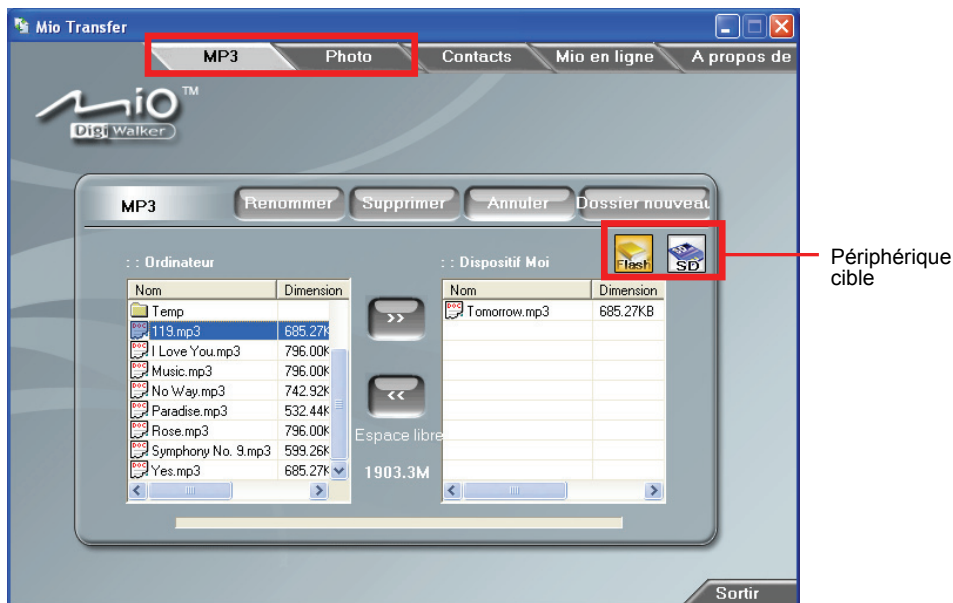 Mio Transfer
MP3 Photo Contacts Mio en ligne A propos de
Mio TM
Digi Walker
MP3 Renommer Supprimer Annuler Dossier nouveau
Flash SD
Périphérique
cible
: : Ordinateur : : Dispositif Moi
Nom Dimension
Temp
119.mp3 685.27K
I Love You.mp3 796.00K
Music.mp3 796.00K
No Way.mp3 742.92K
Paradise.mp3 532.44K
Rose.mp3 796.00K
Symphony No. 9.mp3 599.26K
Yes.mp3 685.27K
>>
<<
Espace libre
1903.3M
Nom Dimension
Tomorrow.mp3 685.27KB
Sortir